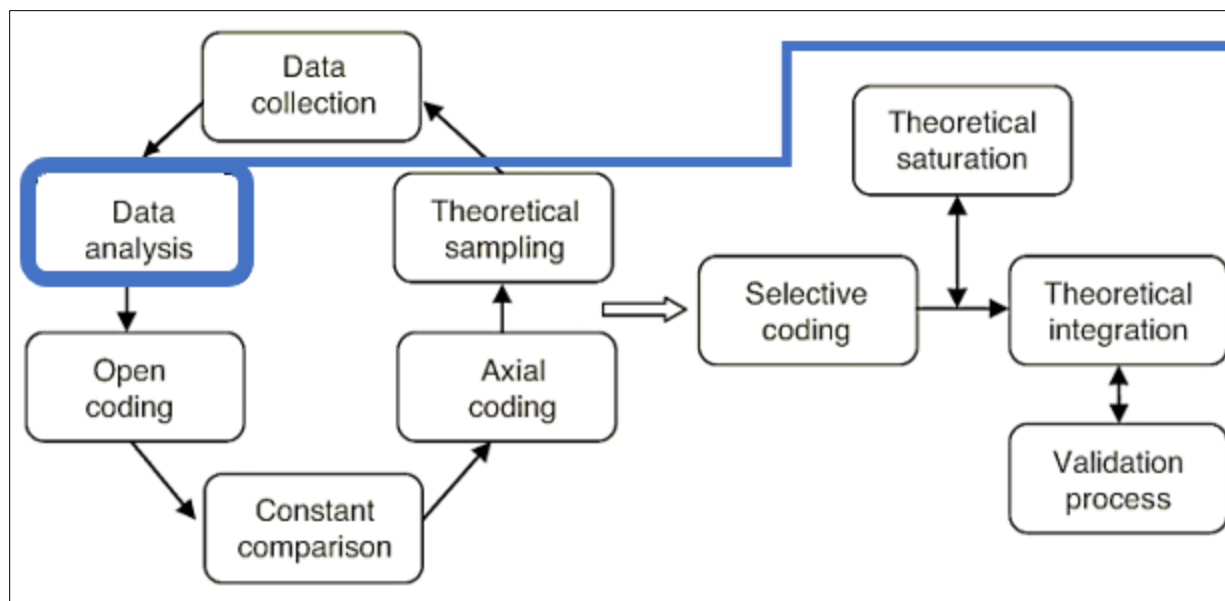 Data
collection
Data
analysis
Open
coding
Constant
comparison
Axial
coding
Theoretical
sampling
Selective
coding
Theoretical
saturation
Theoretical
integration
Validation
process